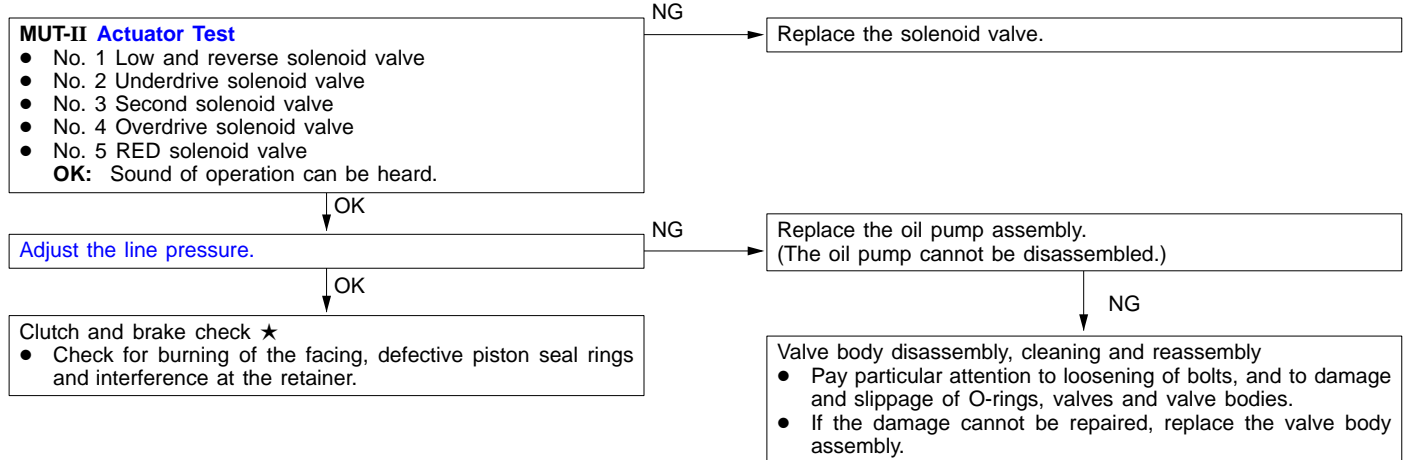 NG
MUT-II Actuator Test
● No. 1 Low and reverse solenoid valve
● No. 2 Underdrive solenoid valve
● No. 3 Second solenoid valve
● No. 4 Overdrive solenoid valve
● No. 5 RED solenoid valve
OK: Sound of operation can be heard.
Replace the solenoid valve.
OK
Adjust the line pressure.
NG
Replace the oil pump assembly.
(The oil pump cannot be disassembled.)
OK
NG
Clutch and brake check ★
● Check for burning of the facing, defective piston seal rings
and interference at the retainer.
Valve body disassembly, cleaning and reassembly
● Pay particular attention to loosening of bolts, and to damage
and slippage of O-rings, valves and valve bodies.
● If the damage cannot be repaired, replace the valve body
assembly.